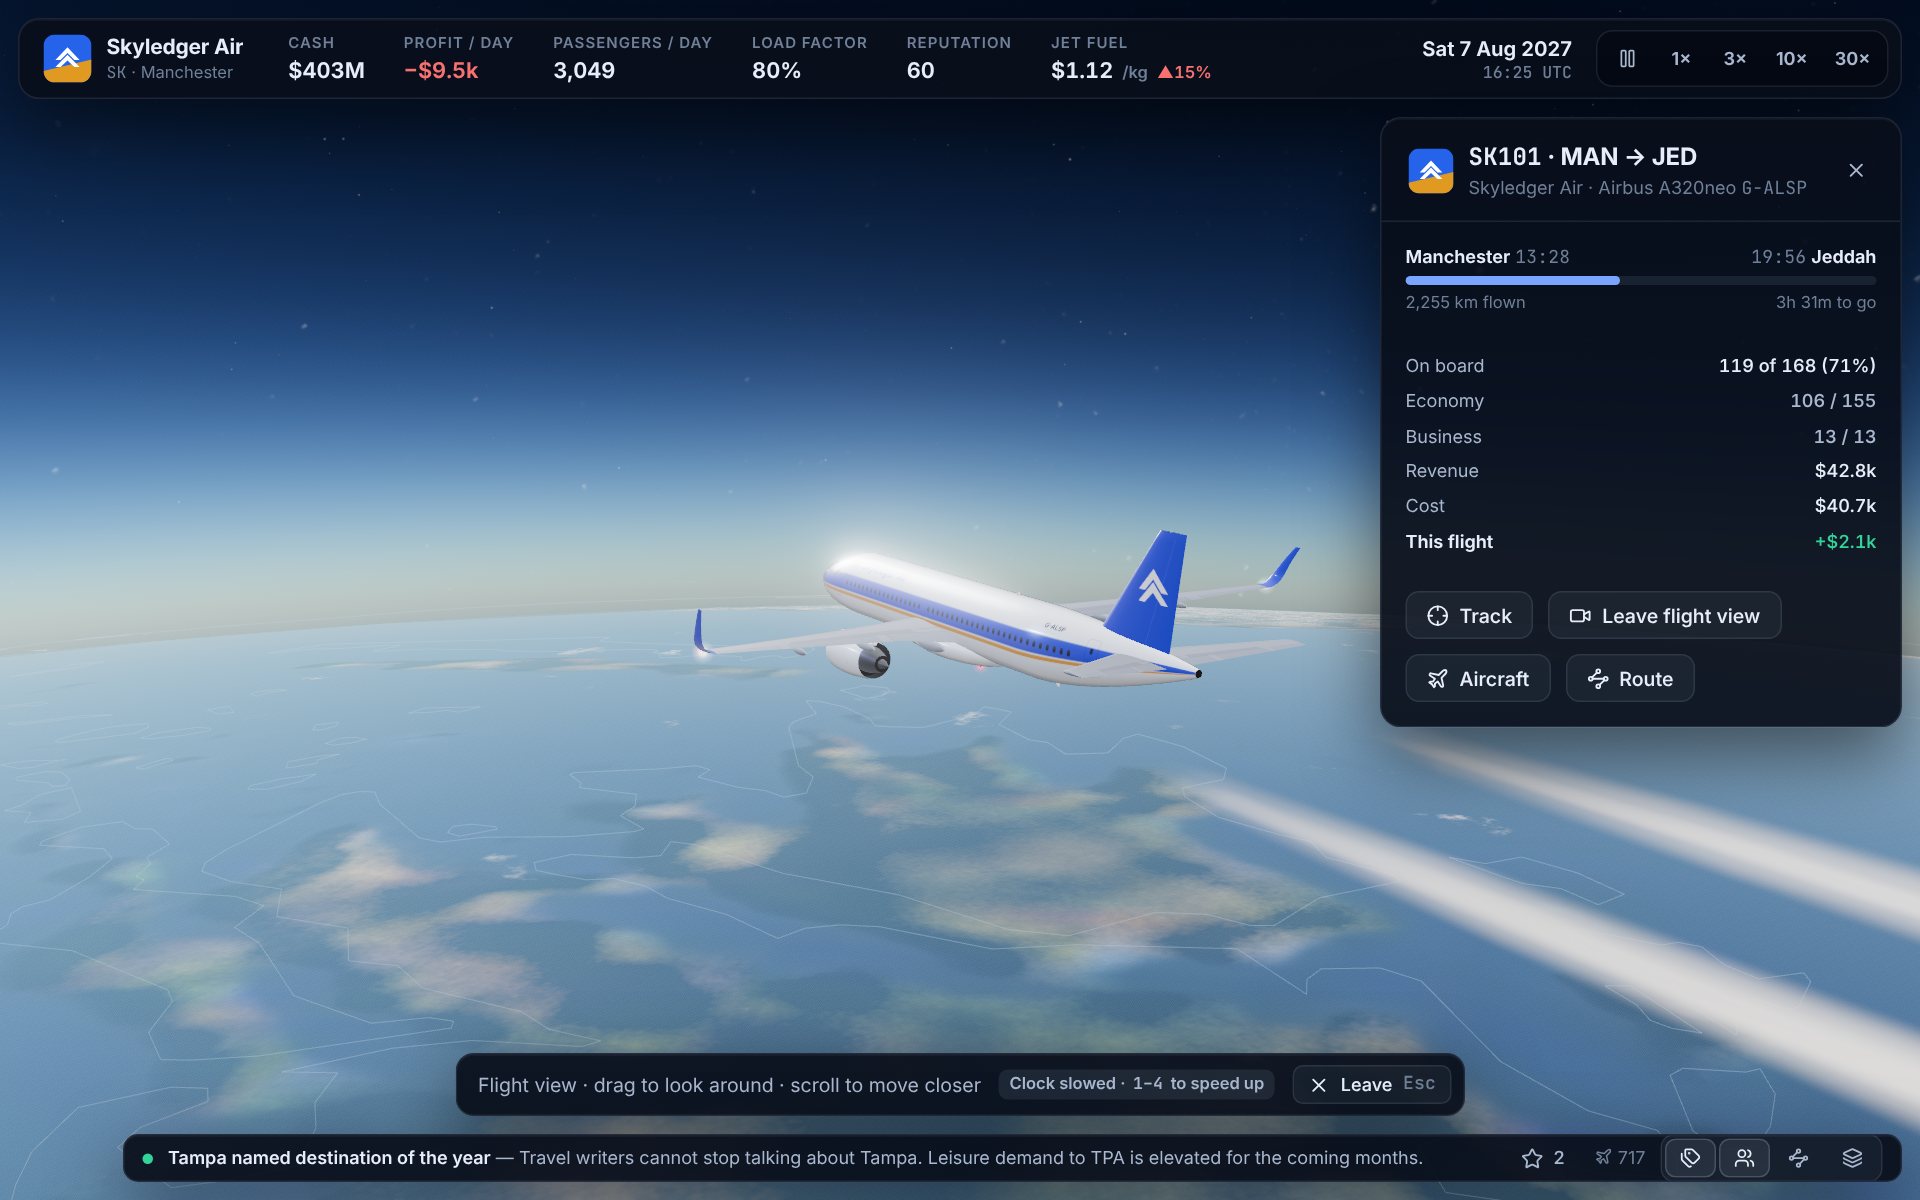 Skyledger Air
SK · Manchester
CASH
$403M
PROFIT / DAY
−$9.5k
PASSENGERS / DAY
3,049
LOAD FACTOR
80%
REPUTATION
60
JET FUEL
$1.12 /kg ▲15%
Sat 7 Aug 2027
16:25 UTC
1×
3×
10×
30×
SK101 · MAN → JED
Skyledger Air · Airbus A320neo G-ALSP
Manchester 13:28
19:56 Jeddah
2,255 km flown
3h 31m to go
On board
119 of 168 (71%)
Economy
106 / 155
Business
13 / 13
Revenue
$42.8k
Cost
$40.7k
This flight
+$2.1k
Track
Leave flight view
Aircraft
Route
G-ALSP
Flight view · drag to look around · scroll to move closer
Clock slowed · 1–4 to speed up
Leave Esc
Tampa named destination of the year — Travel writers cannot stop talking about Tampa. Leisure demand to TPA is elevated for the coming months.
2
717